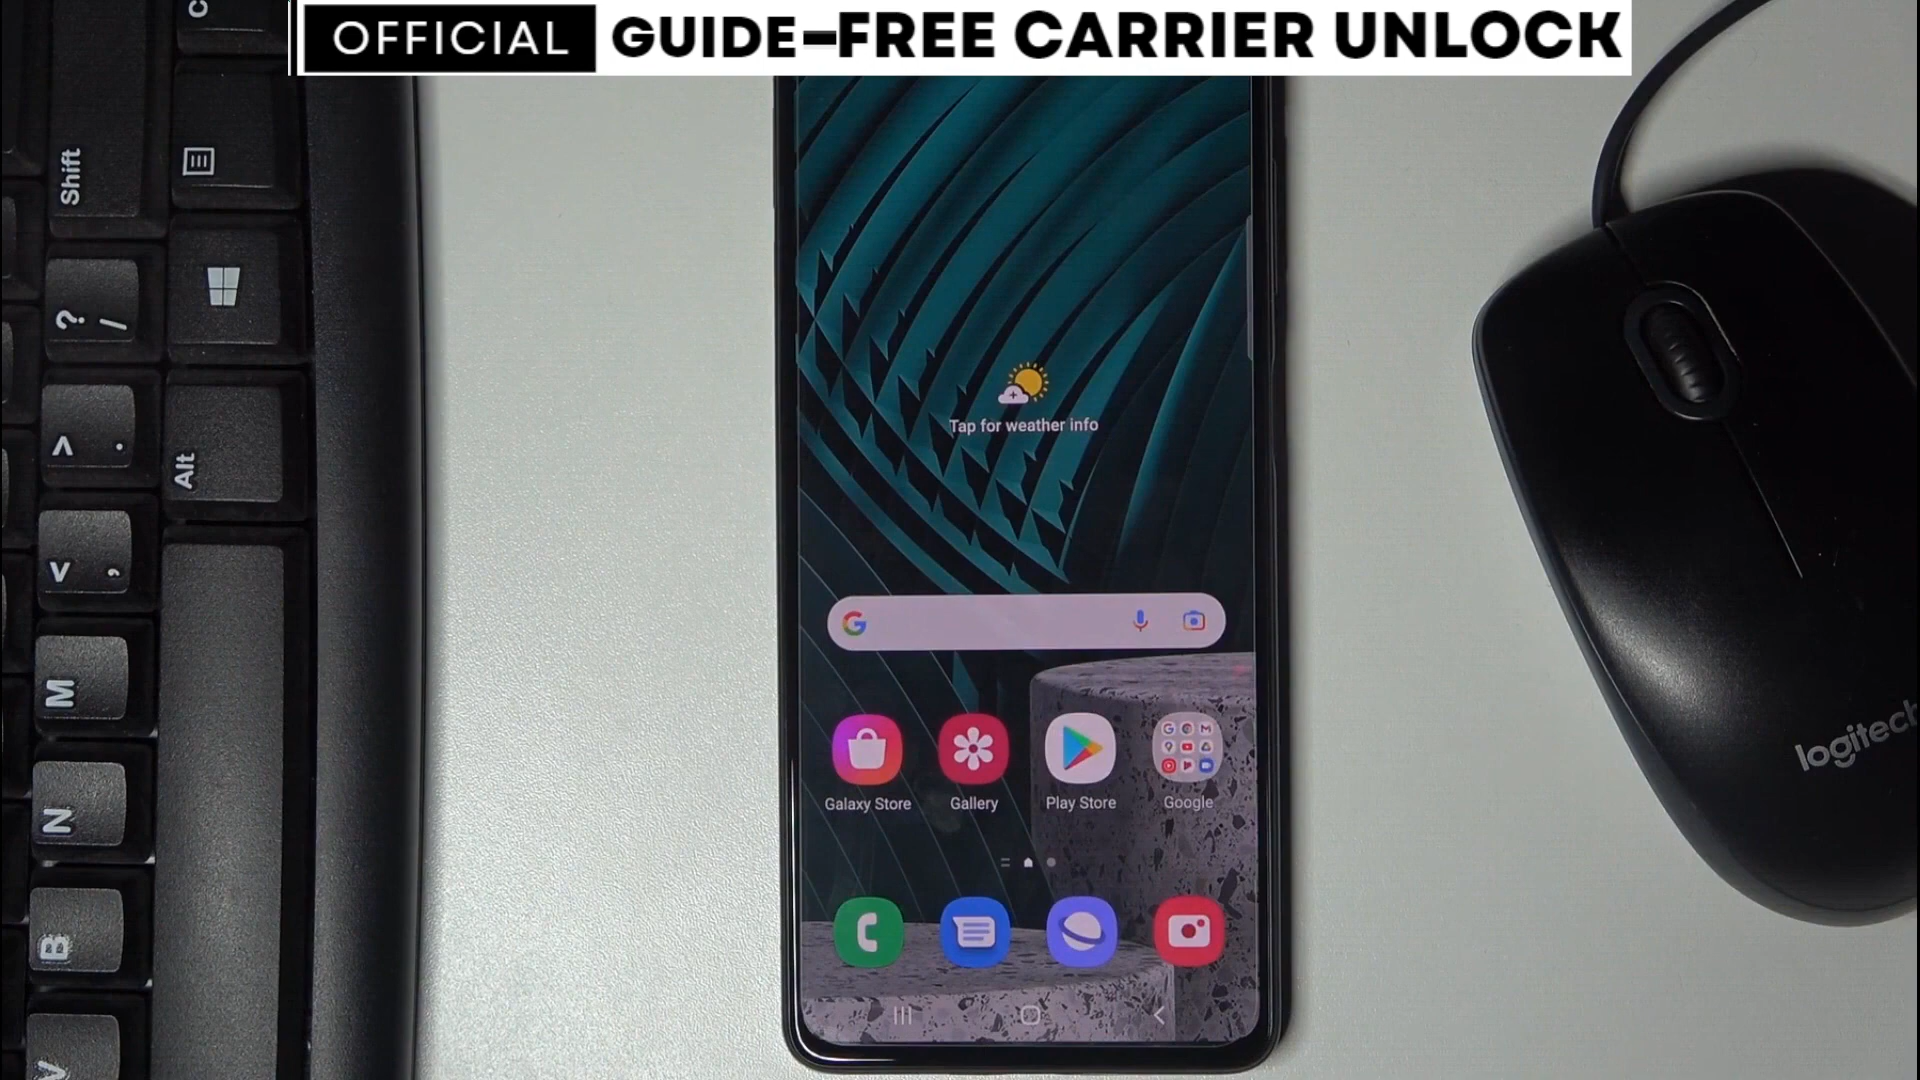 OFFICIAL GUIDE–FREE CARRIER UNLOCK
Shift
? /
> .
Alt
< ,
M
N
B
V
Tap for weather info
G
Galaxy Store
Gallery
Play Store
Google
logitech